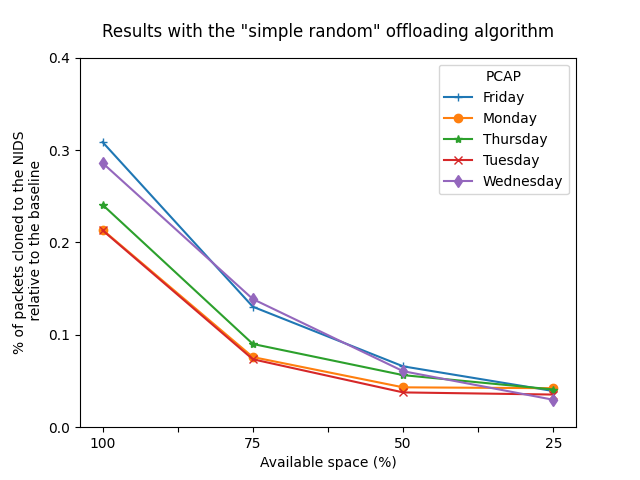 Results with the "simple random" offloading algorithm
% of packets cloned to the NIDS
relative to the baseline
0.4
0.3
0.2
0.1
0.0
PCAP
Friday
Monday
Thursday
Tuesday
Wednesday
100
75
50
25
Available space (%)